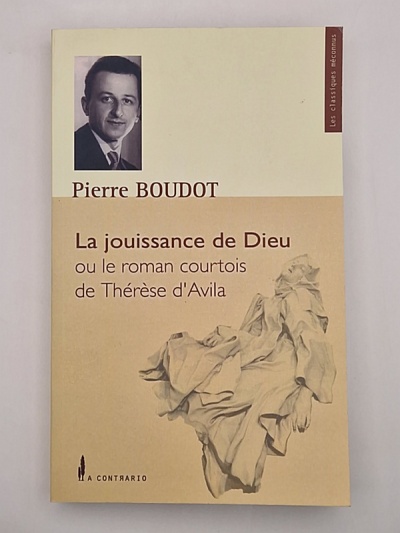 Les classiques méconnus
Pierre BOUDOT
La jouissance de Dieu
ou le roman courtois
de Thérèse d'Avila
A CONTRARIO